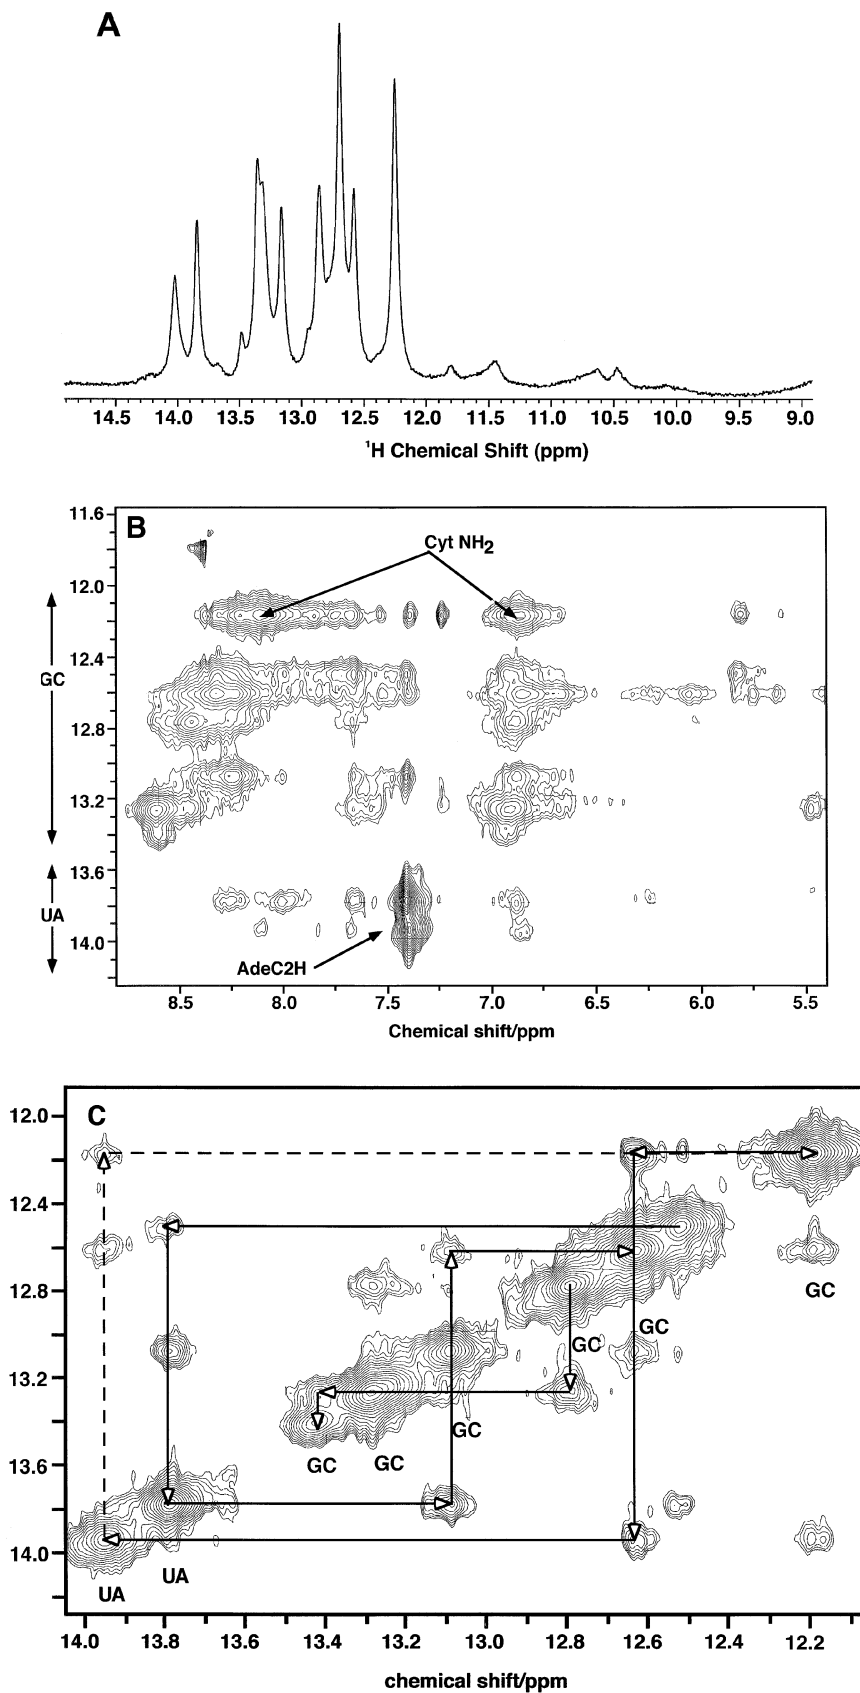 A
14.5 14.0 13.5 13.0 12.5 12.0 11.5 11.0 10.5 10.0 9.5 9.0
¹H Chemical Shift (ppm)
B
Cyt NH₂
11.6
12.0
12.4
12.8
13.2
13.6
14.0
GC
UA
AdeC2H
8.5 8.0 7.5 7.0 6.5 6.0 5.5
Chemical shift/ppm
C
12.0
12.4
12.8
13.2
13.6
14.0
GC
GC
GC
GC
GC
GC
UA
UA
14.0 13.8 13.6 13.4 13.2 13.0 12.8 12.6 12.4 12.2
chemical shift/ppm